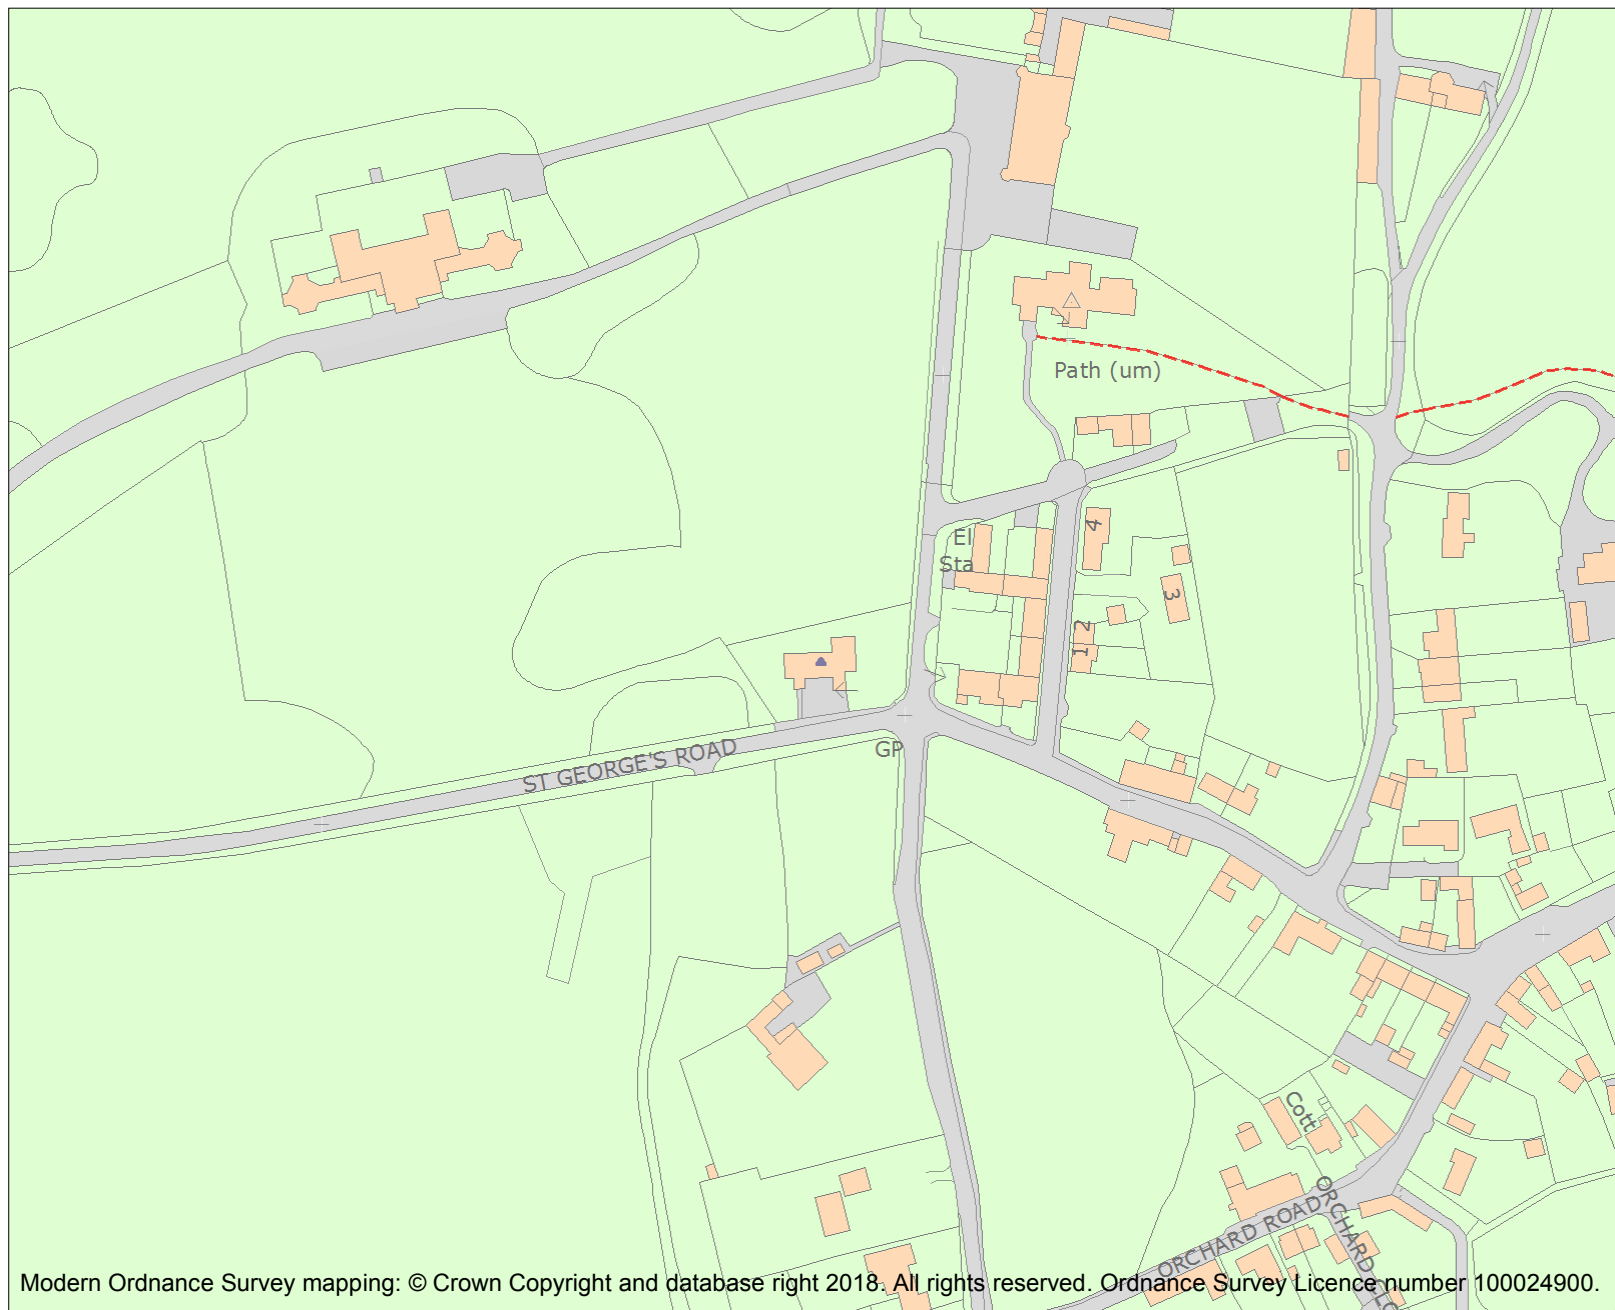 Path (um)
El
Sta
4
3
2
1
ST GEORGE'S ROAD
GP
Cott
ORCHARD ROAD
ORCHARD CLO
Modern Ordnance Survey mapping: © Crown Copyright and database right 2018. All rights reserved. Ordnance Survey Licence number 100024900.